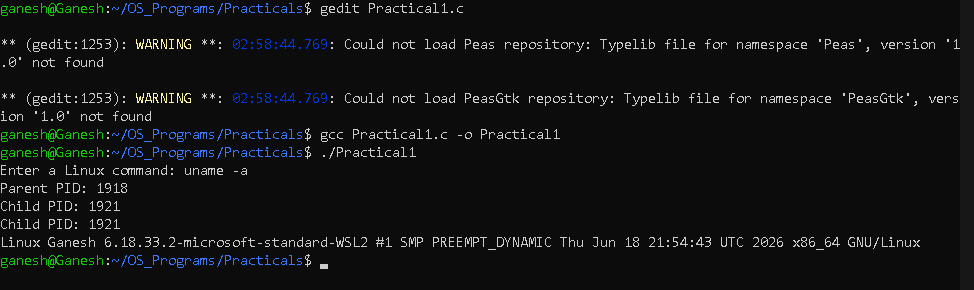 ganesh@Ganesh:~/OS_Programs/Practicals$ gedit Practical1.c
** (gedit:1253): WARNING **: 02:58:44.769: Could not load Peas repository: Typelib file for namespace 'Peas', version '1
.0' not found
** (gedit:1253): WARNING **: 02:58:44.769: Could not load PeasGtk repository: Typelib file for namespace 'PeasGtk', vers
ion '1.0' not found
ganesh@Ganesh:~/OS_Programs/Practicals$ gcc Practical1.c -o Practical1
ganesh@Ganesh:~/OS_Programs/Practicals$ ./Practical1
Enter a Linux command: uname -a
Parent PID: 1918
Child PID: 1921
Child PID: 1921
Linux Ganesh 6.18.33.2-microsoft-standard-WSL2 #1 SMP PREEMPT_DYNAMIC Thu Jun 18 21:54:43 UTC 2026 x86_64 GNU/Linux
ganesh@Ganesh:~/OS_Programs/Practicals$